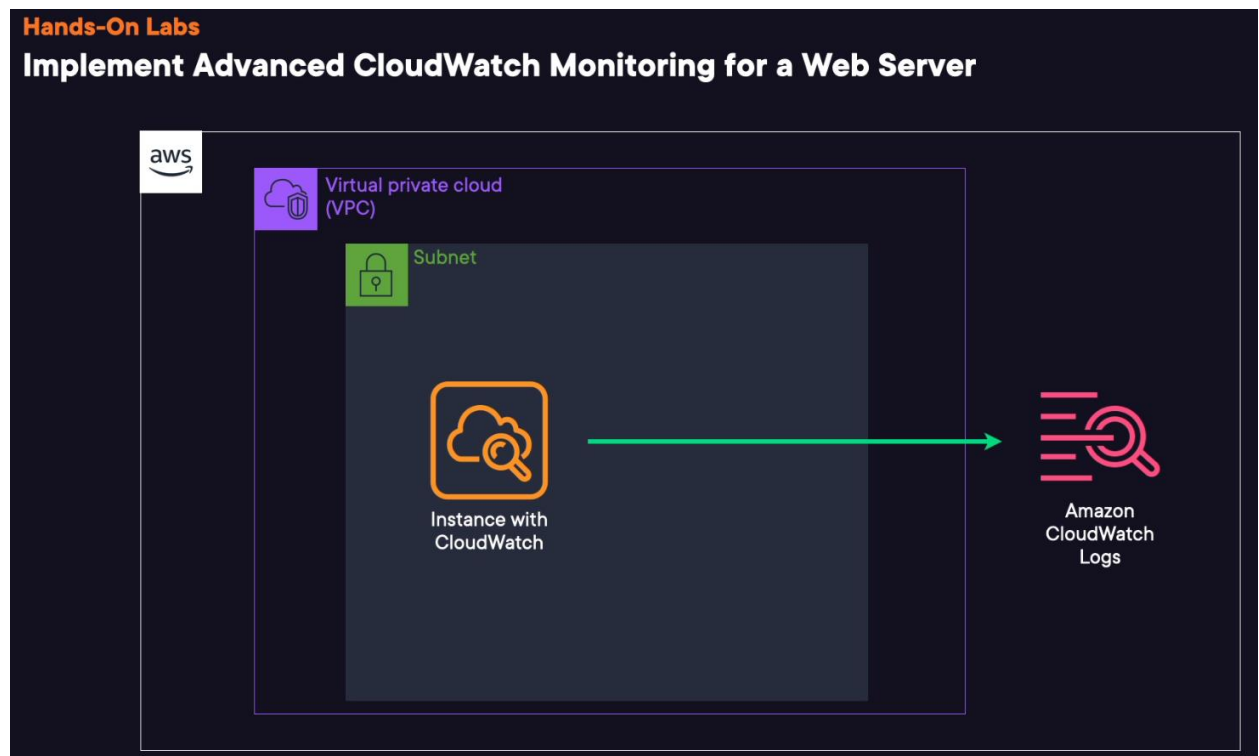 Hands-On Labs
Implement Advanced CloudWatch Monitoring for a Web Server
aws
Virtual private cloud
(VPC)
Subnet
Instance with
CloudWatch
Amazon
CloudWatch
Logs